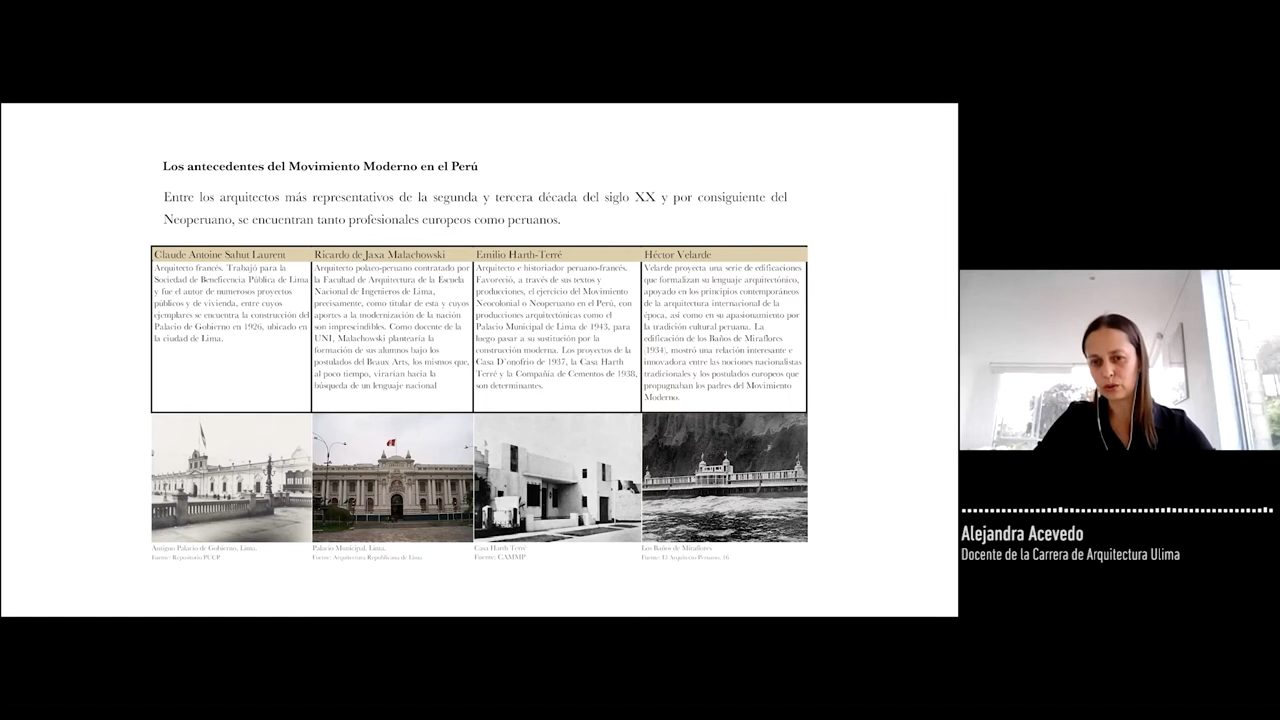 Los antecedentes del Movimiento Moderno en el Perú
Entre los arquitectos más representativos de la segunda y tercera década del siglo XX y por consiguiente del
Neoperuano, se encuentran tanto profesionales europeos como peruanos.
Claude Antoine Sahut Laurent
Arquitecto francés. Trabajó para la
Sociedad de Beneficencia Pública de Lima
y fue el autor de numerosos proyectos
públicos y de vivienda, entre cuyos
ejemplares se encuentra la construcción del
Palacio de Gobierno en 1926, ubicado en
la ciudad de Lima.
Ricardo de Jaxa Malachowski
Arquitecto polaco-peruano contratado por
la Facultad de Arquitectura de la Escuela
Nacional de Ingenieros de Lima,
precisamente, como titular de esta y cuyos
aportes a la modernización de la nación
son imprescindibles. Como docente de la
UNI, Malachowski plantearía la
formación de sus alumnos bajo los
postulados del Beaux Arts, los mismos que,
al poco tiempo, virarían hacia la
búsqueda de un lenguaje nacional
Emilio Harth-Terré
Arquitecto e historiador peruano-francés.
Favoreció, a través de sus textos y
producciones, el ejercicio del Movimiento
Neocolonial o Neoperuano en el Perú, con
producciones arquitectónicas como el
Palacio Municipal de Lima de 1943, para
luego pasar a su sustitución por la
construcción moderna. Los proyectos de la
Casa D´onofrio de 1937, la Casa Harth
Terré y la Compañía de Cementos de 1938,
son determinantes.
Héctor Velarde
Velarde proyecta una serie de edificaciones
que formalizan su lenguaje arquitectónico,
apoyado en los principios contemporáneos
de la arquitectura internacional de la
época, así como en su apasionamiento por
la tradición cultural peruana. La
edificación de los Baños de Miraflores
(1934), mostró una relación interesante e
innovadora entre las nociones nacionalistas
tradicionales y los postulados europeos que
propugnaban los padres del Movimiento
Moderno.
Antiguo Palacio de Gobierno, Lima.
Fuente: Repositorio PUCP
Palacio Municipal, Lima.
Fuente: Arquitectura Republicana de Lima
Casa Harth Terré
Fuente: CAMMP
Los Baños de Miraflores
Fuente: El Arquitecto Peruano, 16
Alejandra Acevedo
Docente de la Carrera de Arquitectura Ulima